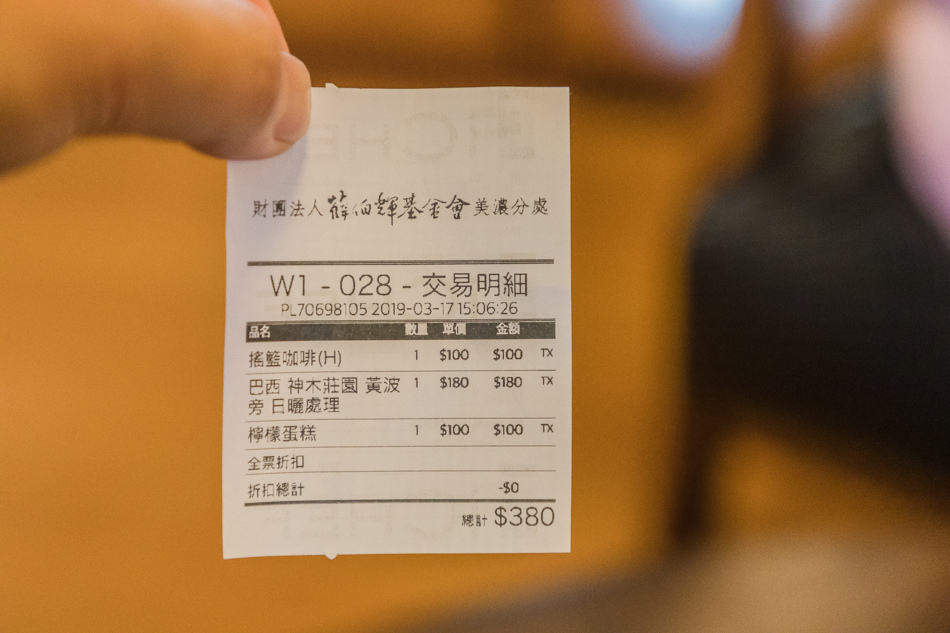 財團法人薛伯輝基金會美濃分處
W1 - 028 - 交易明細
PL70698105 2019-03-17 15:06:26
品名 數量 單價 金額
搖籃咖啡(H) 1 $100 $100 TX
巴西 神木莊園 黃波 1 $180 $180 TX
旁 日曬處理
檸檬蛋糕 1 $100 $100 TX
全票折扣
折扣總計 -$0
總計 $380